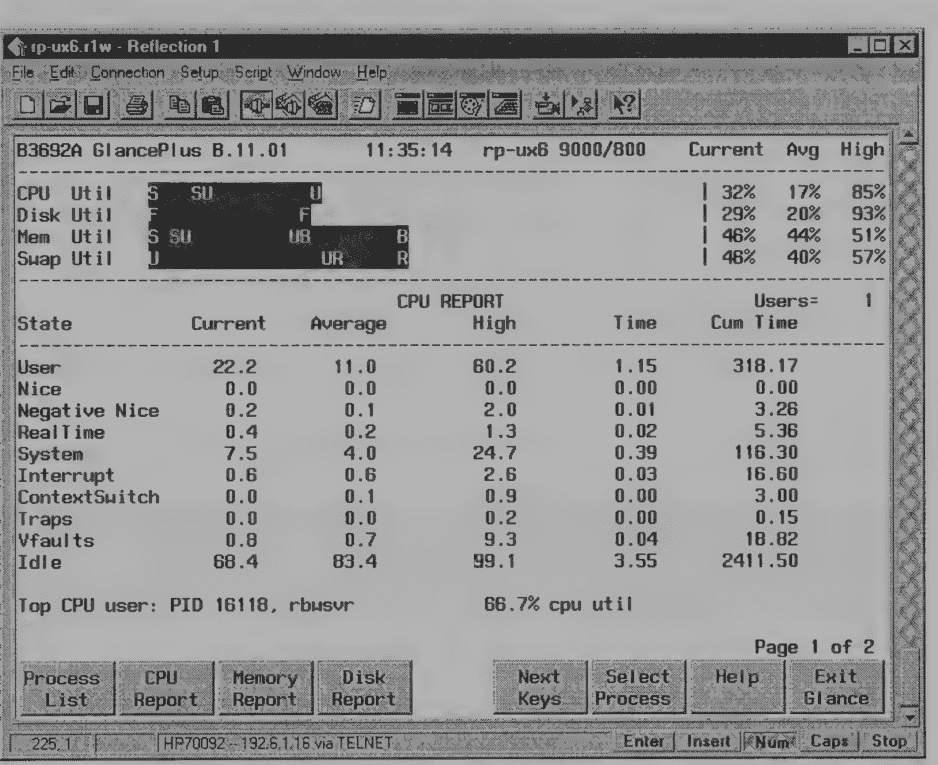 rp-ux6.r1w - Reflection 1
File Edit Connection Setup Script Window Help
B3692A GlancePlus B.11.01 11:35:14 rp-ux6 9000/800 Current Avg High
CPU Util S SU U | 32% 17% 85%
Disk Util F F | 29% 20% 93%
Mem Util S SU UB B | 46% 44% 51%
Swap Util U UR R | 46% 40% 57%
CPU REPORT Users= 1
State Current Average High Time Cum Time
User 22.2 11.0 60.2 1.15 318.17
Nice 0.0 0.0 0.0 0.00 0.00
Negative Nice 0.2 0.1 2.0 0.01 3.26
RealTime 0.4 0.2 1.3 0.02 5.36
System 7.5 4.0 24.7 0.39 116.30
Interrupt 0.6 0.6 2.6 0.03 16.60
ContextSwitch 0.0 0.1 0.9 0.00 3.00
Traps 0.0 0.0 0.2 0.00 0.15
Vfaults 0.8 0.7 9.3 0.04 18.82
Idle 68.4 83.4 99.1 3.55 2411.50
Top CPU user: PID 16118, rbwsvr 66.7% cpu util
Page 1 of 2
Process CPU Memory Disk Next Select Help Exit
List Report Report Report Keys Process Glance
225, 1 HP70092 -- 192.6.1.16 via TELNET Enter Insert Num Caps Stop